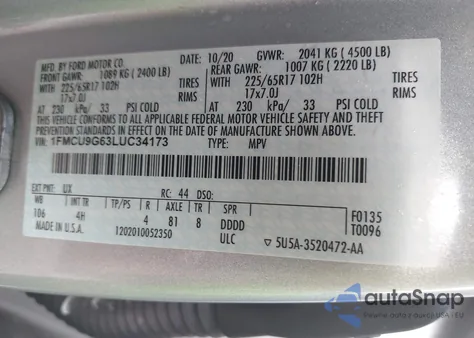 MFD. BY FORD MOTOR CO. 10/20 GVWR: 2041 KG ( 4500 LB)
FRONT GAWR: 1089 KG ( 2400 LB) REAR GAWR: 1007 KG ( 2220 LB)
WITH 225/65R17 102H TIRES WITH 225/65R17 102H TIRES
17x7.0J RIMS 17x7.0J RIMS
AT 230 kPa/ 33 PSI COLD AT 230 kPa/ 33 PSI COLD
THIS VEHICLE CONFORMS TO ALL APPLICABLE FEDERAL MOTOR VEHICLE SAFETY AND THEFT
PREVENTION STANDARDS IN EFFECT ON THE DATE OF MANUFACTURE SHOWN ABOVE.
1FMCU9G63LUC34173 TYPE: MPV
EXT PNT: UX RC: 44 DSO:
WB INT TR TP/PS R AXLE TR SPR
106 4H 4 81 8 DDDD F0135
T0096
MADE IN U.S.A. 1202010052350 ULC 5U5A-3520472-AA
autoSnap